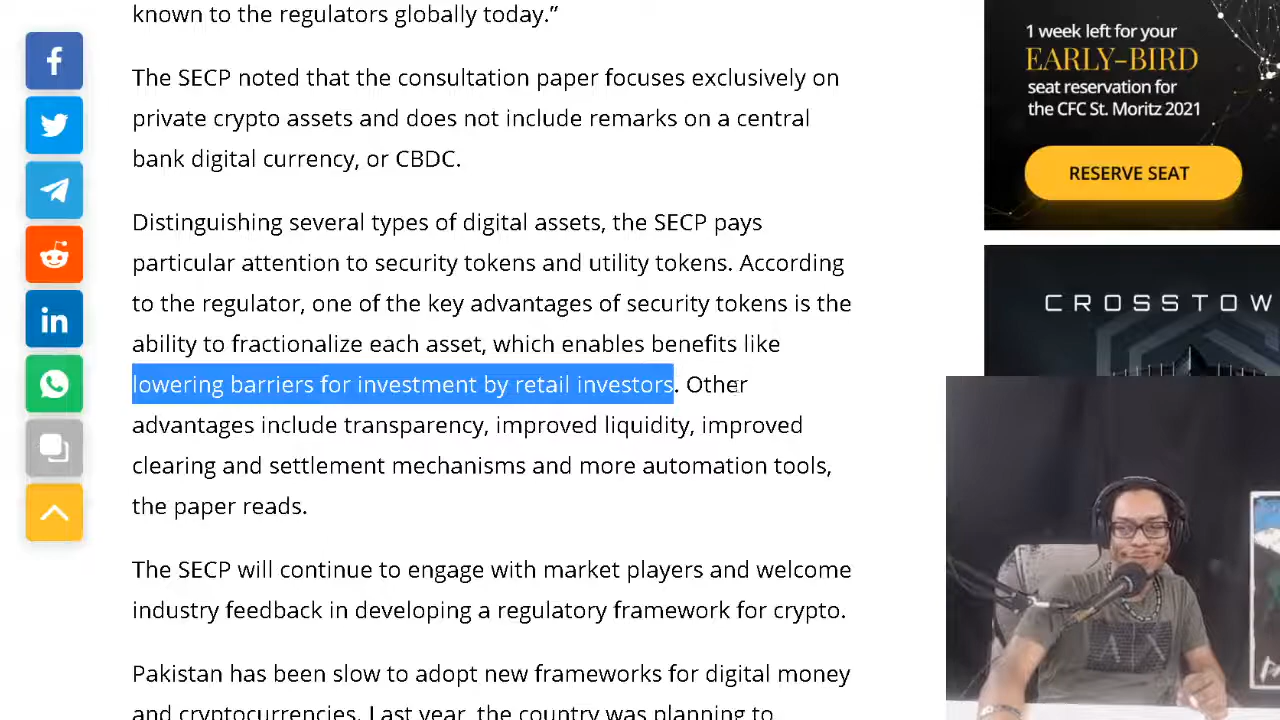 known to the regulators globally today.”
The SECP noted that the consultation paper focuses exclusively on
private crypto assets and does not include remarks on a central
bank digital currency, or CBDC.
Distinguishing several types of digital assets, the SECP pays
particular attention to security tokens and utility tokens. According
to the regulator, one of the key advantages of security tokens is the
ability to fractionalize each asset, which enables benefits like
lowering barriers for investment by retail investors. Other
advantages include transparency, improved liquidity, improved
clearing and settlement mechanisms and more automation tools,
the paper reads.
The SECP will continue to engage with market players and welcome
industry feedback in developing a regulatory framework for crypto.
Pakistan has been slow to adopt new frameworks for digital money
and cryptocurrencies. Last year, the country was planning to
1 week left for your
EARLY-BIRD
seat reservation for
the CFC St. Moritz 2021
RESERVE SEAT
CROSSTOW